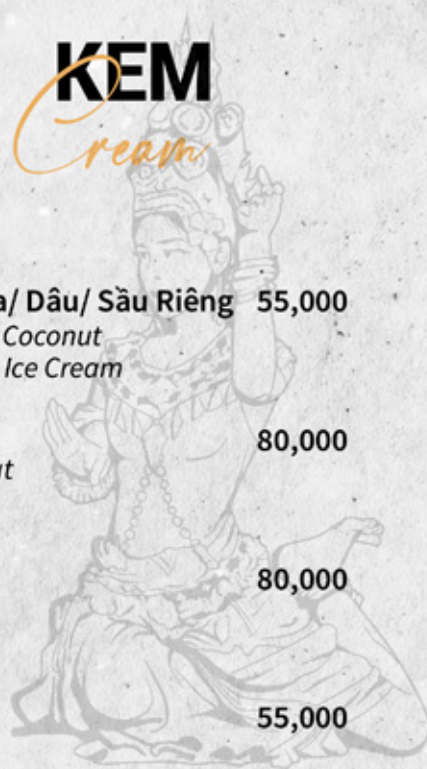 KEM
Cream
a/ Dâu/ Sầu Riêng 55,000
Coconut
Ice Cream
80,000
ut
80,000
55,000